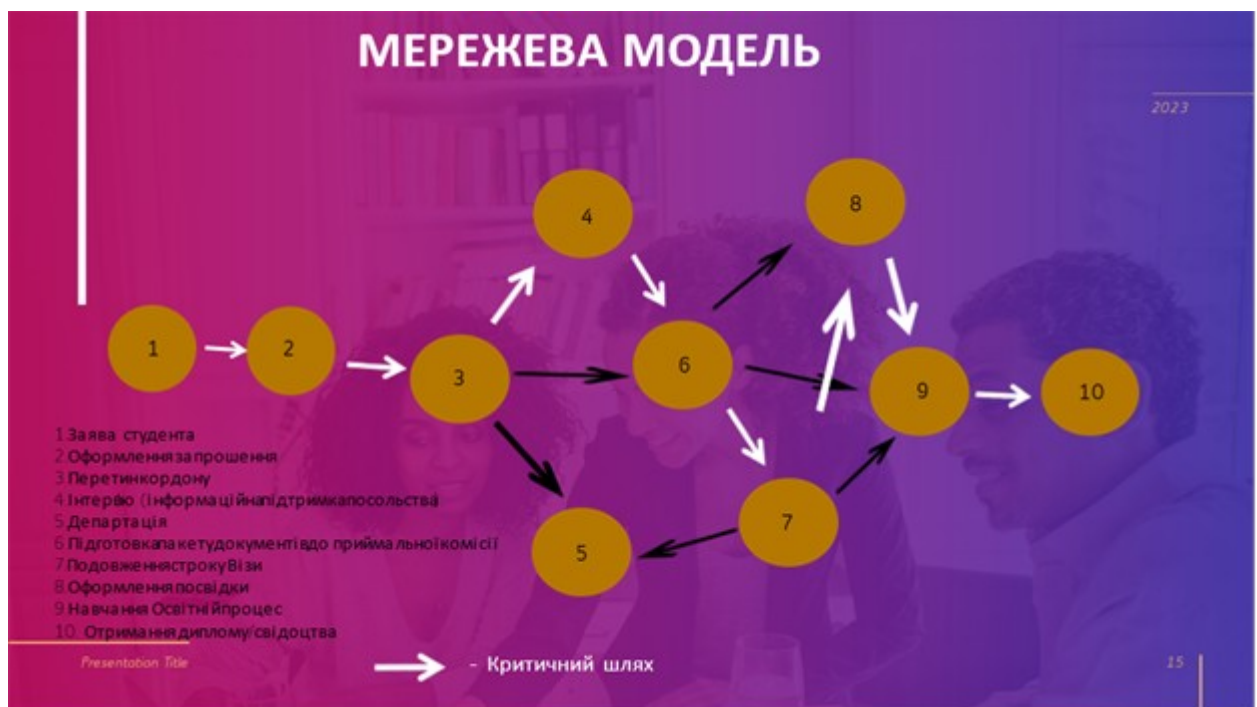 МЕРЕЖЕВА МОДЕЛЬ
2023
4
8
1
2
3
6
9
10
7
5
1.Заява студента
2.Оформлення запрошення
3.Перетин кордону
4.Інтервю (Інформаційна підтримка посольства)
5.Департація
6.Підготовка пакету документів до приймальної комісії
7.Подовження строку Візи
8.Оформлення посвідки
9.Навчання Освітній процес
10. Отримання диплому/свідоцтва
Presentation Title
- Критичний шлях
15